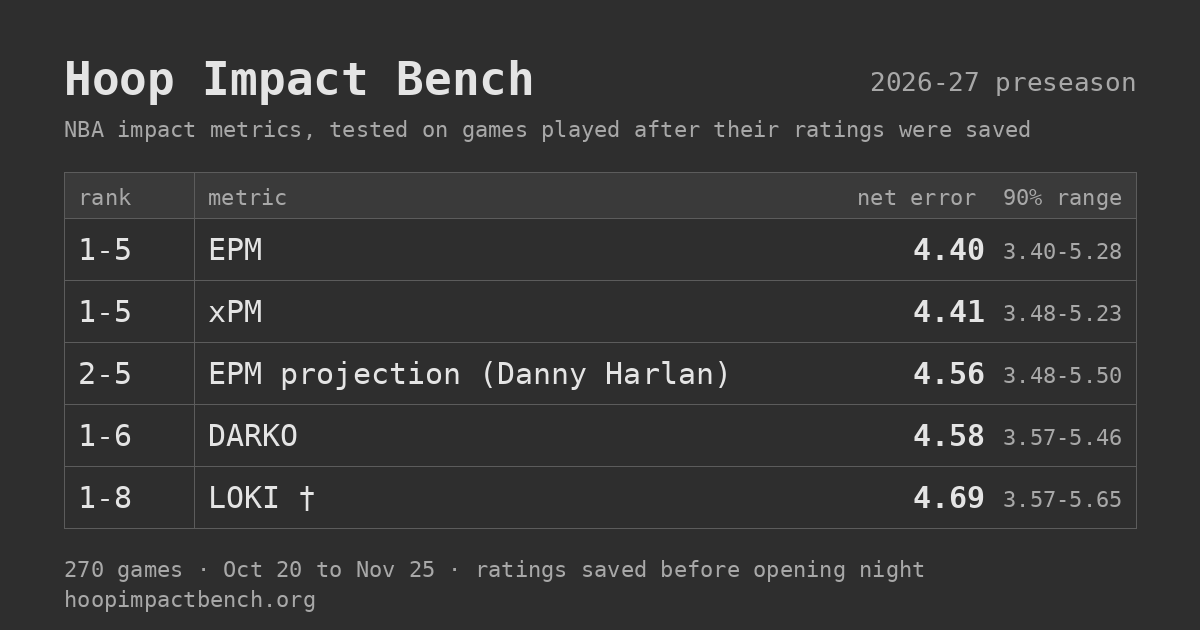 Hoop Impact Bench 2026-27 preseason
NBA impact metrics, tested on games played after their ratings were saved
rank metric net error 90% range
1-5 EPM 4.40 3.40-5.28
1-5 xPM 4.41 3.48-5.23
2-5 EPM projection (Danny Harlan) 4.56 3.48-5.50
1-6 DARKO 4.58 3.57-5.46
1-8 LOKI † 4.69 3.57-5.65
270 games · Oct 20 to Nov 25 · ratings saved before opening night
hoopimpactbench.org